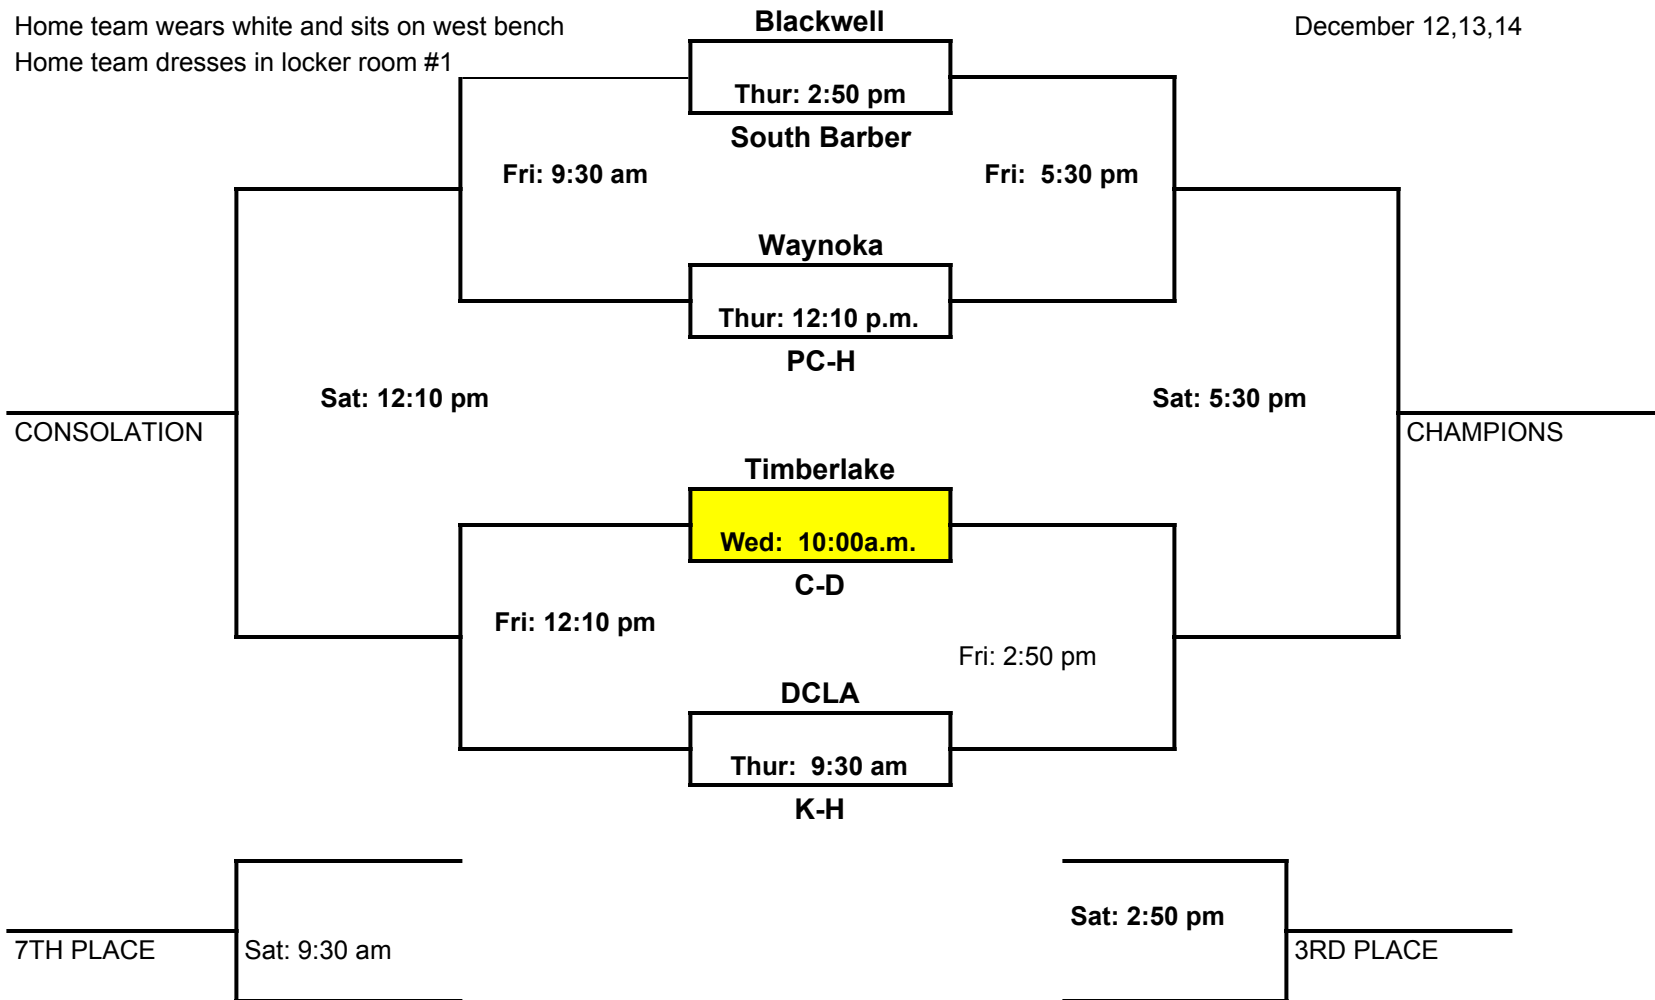 Home team wears white and sits on west bench
Blackwell
December 12,13,14
Home team dresses in locker room #1
Thur: 2:50 pm
South Barber
Fri: 9:30 am
Fri:  5:30 pm
Waynoka
Thur: 12:10 p.m.
PC-H
Sat: 12:10 pm
Sat: 5:30 pm
CONSOLATION
CHAMPIONS
Timberlake
Wed:  10:00a.m.
C-D
Fri: 12:10 pm
Fri: 2:50 pm
DCLA
Thur:  9:30 am
K-H
Sat: 2:50 pm
7TH PLACE
Sat: 9:30 am
3RD PLACE